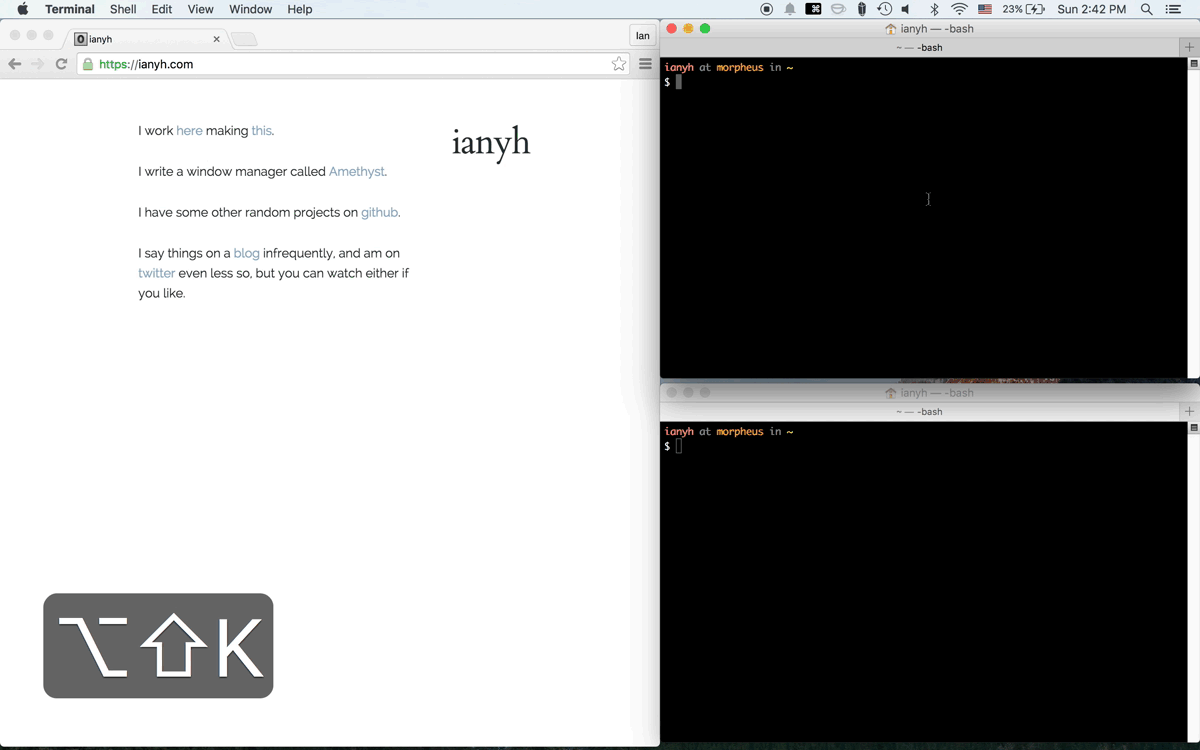 Terminal Shell Edit View Window Help 23% Sun 2:42 PM
ianyh
Ian
https://ianyh.com
I work here making this.
ianyh
I write a window manager called Amethyst.
I have some other random projects on github.
I say things on a blog infrequently, and am on
twitter even less so, but you can watch either if
you like.
⌥⇧K
ianyh — -bash
~ — -bash
ianyh at morpheus in ~
$
ianyh — -bash
~ — -bash
ianyh at morpheus in ~
$